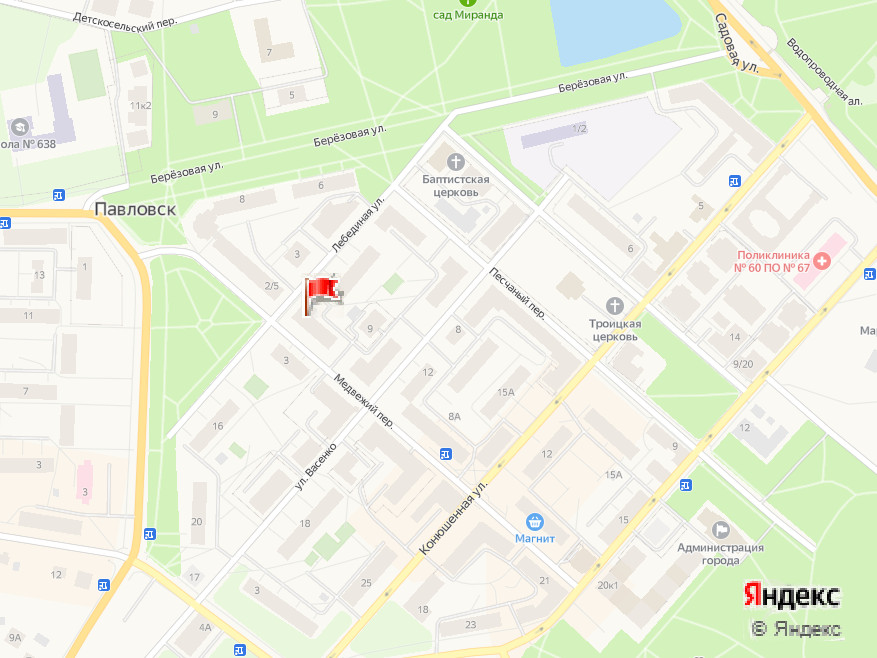 Детскосельский пер.
сад Миранда
Садовая ул.
Водопроводная ал.
7
5
11к2
9
Берёзовая ул.
Берёзовая ул.
Берёзовая ул.
1/2
ола № 638
Баптистская
церковь
Павловск
8
6
Лебединая ул.
3
2/5
5
6
Поликлиника
№ 60 ПО № 67
13
1
11
Песчаный пер.
Троицкая
церковь
Мар
9
8
14
9/20
3
12
7
Медвежий пер.
15А
8А
16
12
9
12
ул. Васенко
3
3
15А
20
18
Конюшенная ул.
Магнит
15
Администрация
города
12
17
3
25
21
20к1
18
23
4А
9А
Яндекс
© Яндекс